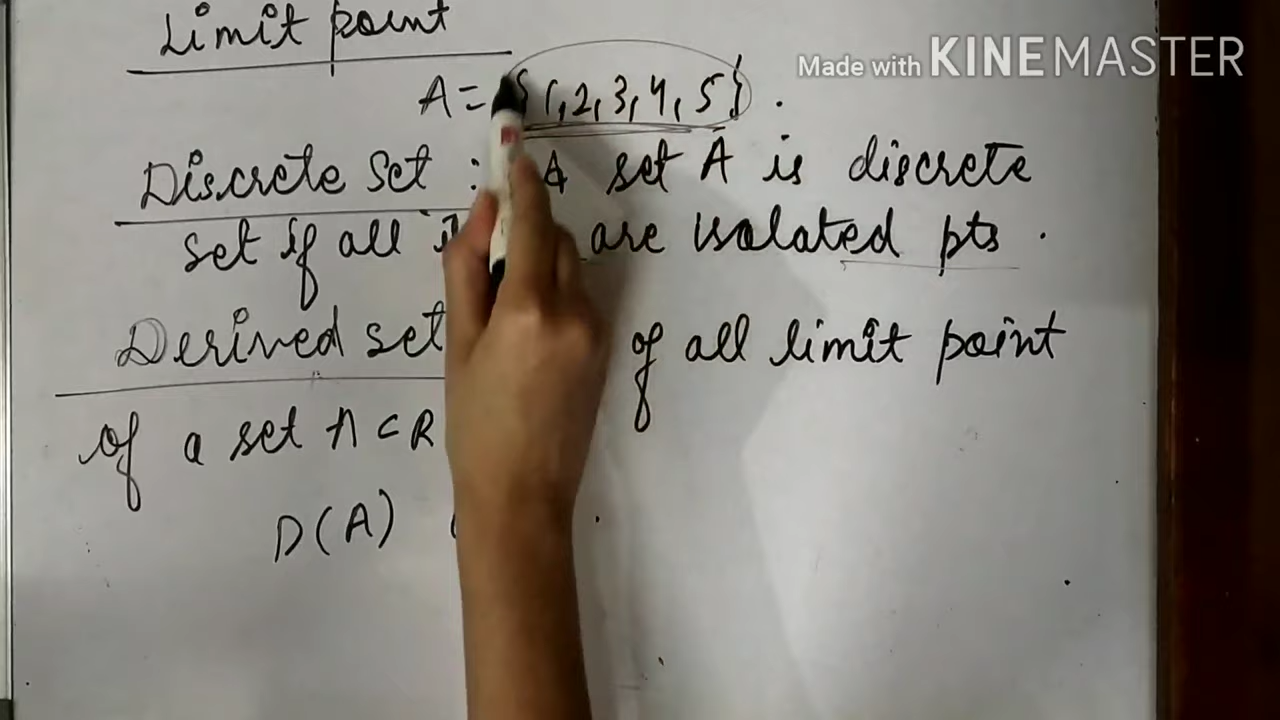 Limit point
Made with KINEMASTER
A = {1, 2, 3, 4, 5} .
Discrete Set : A set A is discrete
set if all are isolated pts .
Derived set of all limit point
of a set A ⊂ R
D(A)